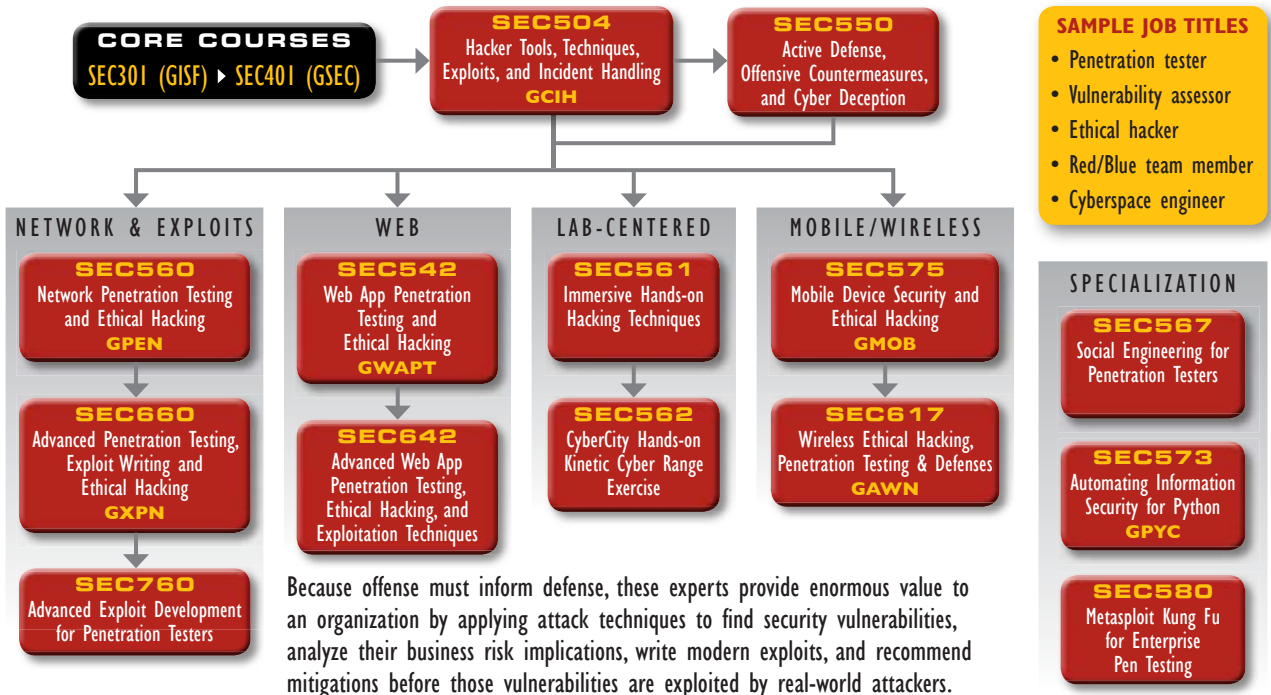 CORE COURSES
SEC301 (GISF) ▸ SEC401 (GSEC)
SEC504
Hacker Tools, Techniques,
Exploits, and Incident Handling
GCIH
SEC550
Active Defense,
Offensive Countermeasures,
and Cyber Deception
SAMPLE JOB TITLES
• Penetration tester
• Vulnerability assessor
• Ethical hacker
• Red/Blue team member
• Cyberspace engineer
NETWORK & EXPLOITS
SEC560
Network Penetration Testing
and Ethical Hacking
GPEN
SEC660
Advanced Penetration Testing,
Exploit Writing and
Ethical Hacking
GXPN
SEC760
Advanced Exploit Development
for Penetration Testers
WEB
SEC542
Web App Penetration
Testing and
Ethical Hacking
GWAPT
SEC642
Advanced Web App
Penetration Testing,
Ethical Hacking, and
Exploitation Techniques
LAB-CENTERED
SEC561
Immersive Hands-on
Hacking Techniques
SEC562
CyberCity Hands-on
Kinetic Cyber Range
Exercise
MOBILE/WIRELESS
SEC575
Mobile Device Security and
Ethical Hacking
GMOB
SEC617
Wireless Ethical Hacking,
Penetration Testing & Defenses
GAWN
SPECIALIZATION
SEC567
Social Engineering for
Penetration Testers
SEC573
Automating Information
Security for Python
GPYC
SEC580
Metasploit Kung Fu
for Enterprise
Pen Testing
Because offense must inform defense, these experts provide enormous value to
an organization by applying attack techniques to find security vulnerabilities,
analyze their business risk implications, write modern exploits, and recommend
mitigations before those vulnerabilities are exploited by real-world attackers.